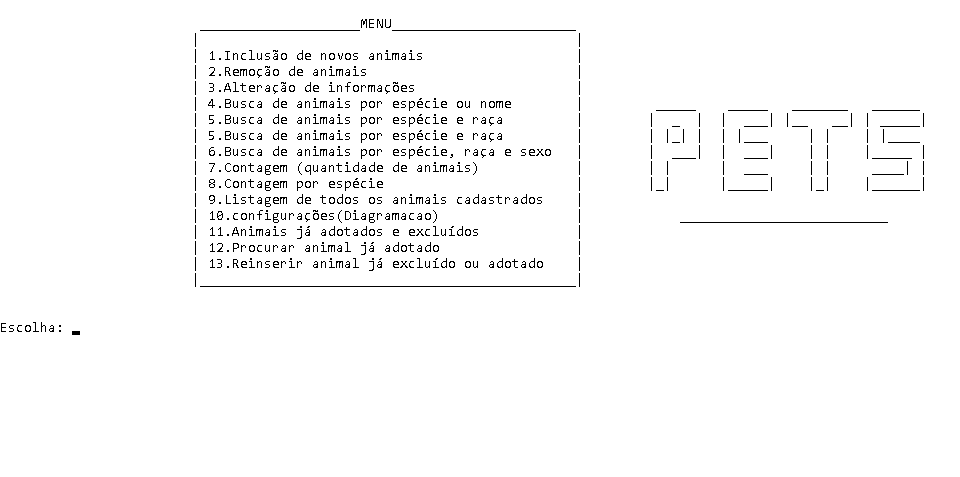 MENU
1.Inclusão de novos animais
2.Remoção de animais
3.Alteração de informações
4.Busca de animais por espécie ou nome
5.Busca de animais por espécie e raça
5.Busca de animais por espécie e raça
6.Busca de animais por espécie, raça e sexo
7.Contagem (quantidade de animais)
8.Contagem por espécie
9.Listagem de todos os animais cadastrados
10.configurações(Diagramacao)
11.Animais já adotados e excluídos
12.Procurar animal já adotado
13.Reinserir animal já excluído ou adotado
PETS
Escolha: